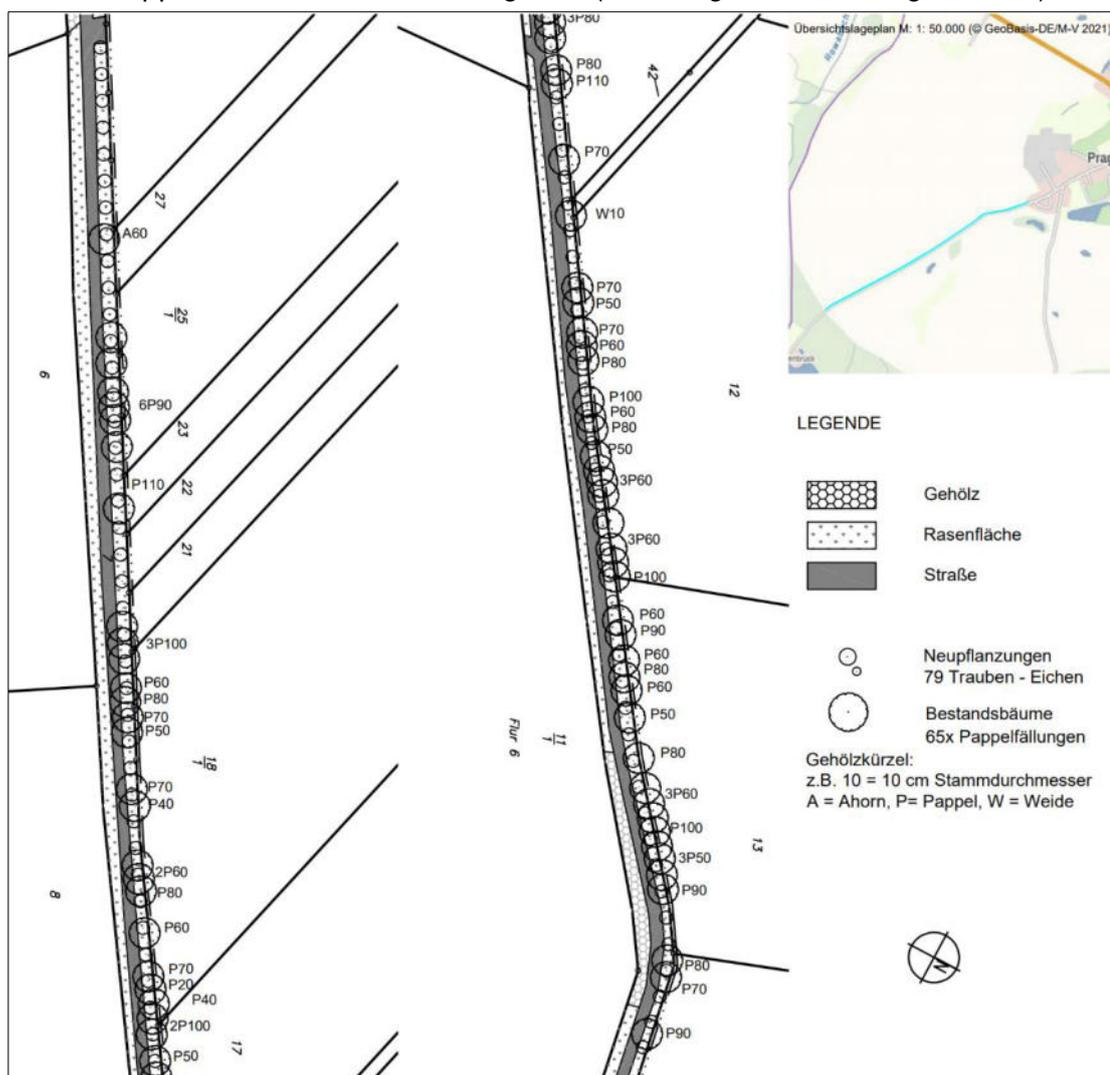 27
A60
25
1
6
6P90
23
P110
22
21
3P100
P60
P80
P70
P50
18
1
P70
P40
8
2P60
P80
P60
P70
P20
P40
2P100
17
P50
3P80
P80
P110
42
P70
W10
P70
P50
P70
P60
P80
12
P100
P60
P80
P50
3P60
3P60
P100
P60
P90
P60
P80
P60
P50
Flur 6
11
1
P80
3P60
P100
13
3P50
P90
P80
P70
P90
Übersichtslageplan M: 1: 50.000 (© GeoBasis-DE/M-V 2021)
LEGENDE
Gehölz
Rasenfläche
Straße
Neupflanzungen
79 Trauben - Eichen
Bestandsbäume
65x Pappelfällungen
Gehölzkürzel:
z.B. 10 = 10 cm Stammdurchmesser
A = Ahorn, P= Pappel, W = Weide
N